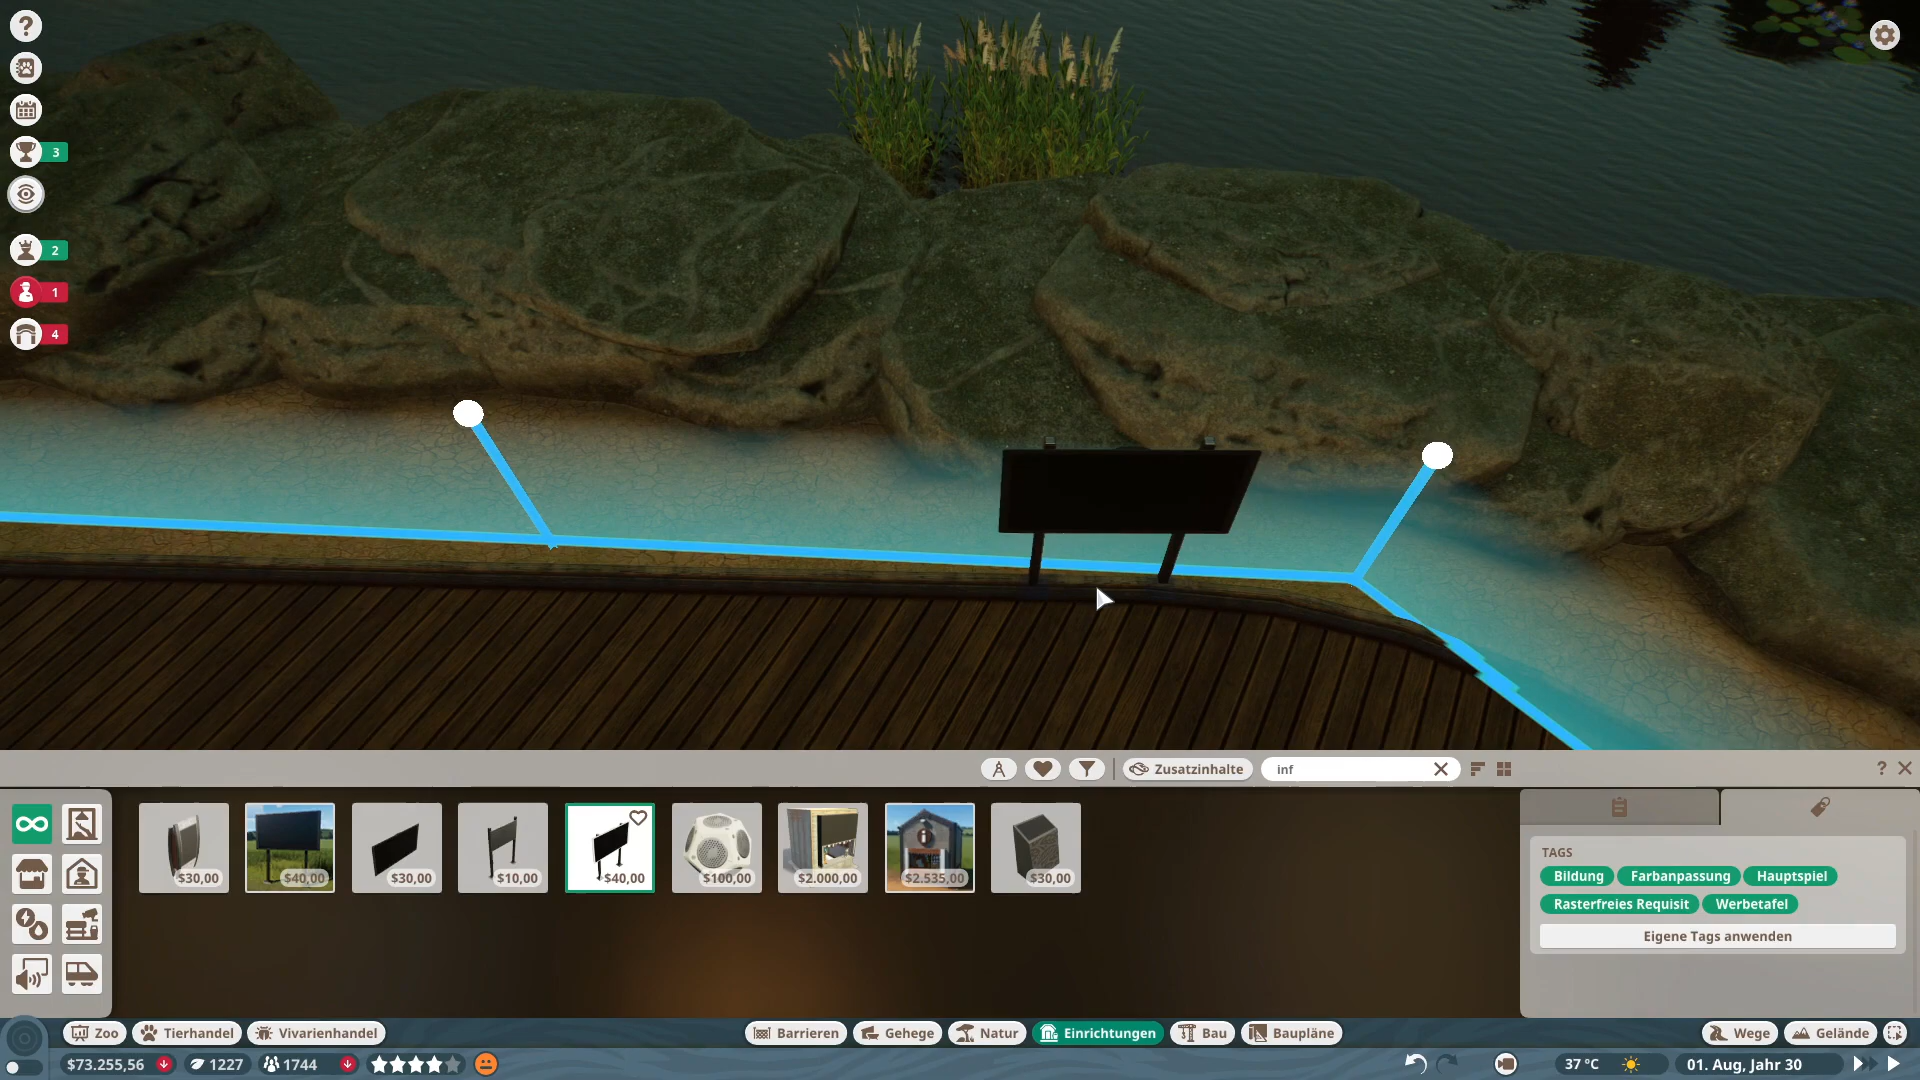 3
2
1
4
Zusatzinhalte
inf
?
$30,00
$40,00
$30,00
$10,00
$40,00
$100,00
$2.000,00
$2.535,00
$30,00
TAGS
Bildung
Farbanpassung
Hauptspiel
Rasterfreies Requisit
Werbetafel
Eigene Tags anwenden
Zoo
Tierhandel
Vivarienhandel
Barrieren
Gehege
Natur
Einrichtungen
Bau
Baupläne
Wege
Gelände
$73.255,56
1227
1744
37 °C
01. Aug, Jahr 30